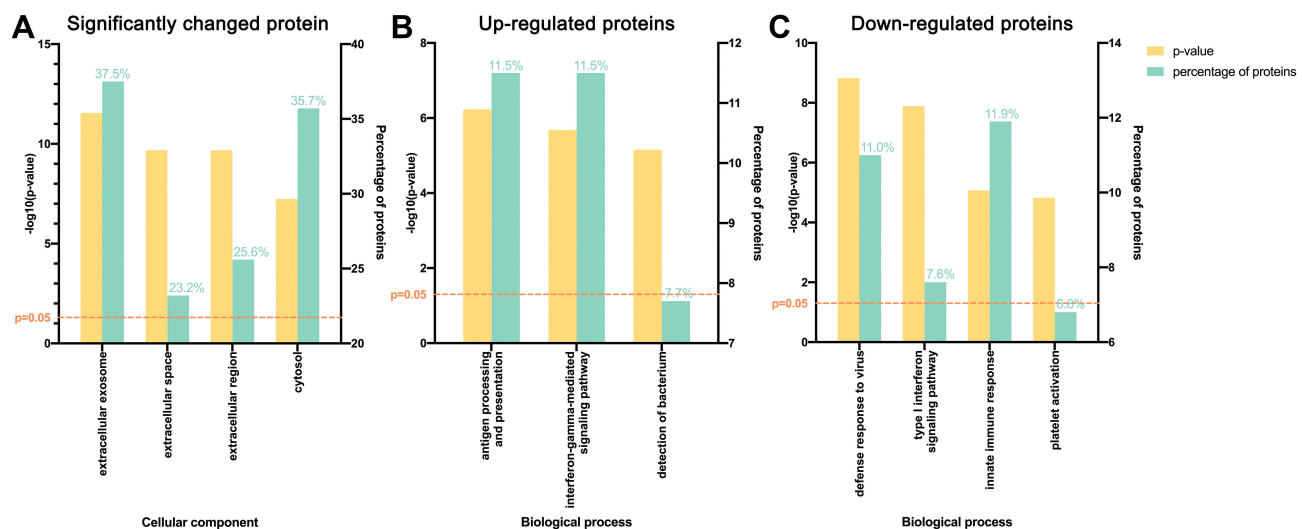 A
Significantly changed protein
15
10
5
0
-log10(p-value)
40
35
30
25
20
Percentage of proteins
37.5%
23.2%
25.6%
35.7%
p=0.05
extracellular exosome
extracellular space
extracellular region
cytosol
Cellular component
B
Up-regulated proteins
8
6
4
2
0
-log10(p-value)
12
11
10
9
8
7
Percentage of proteins
11.5%
11.5%
7.7%
p=0.05
antigen processing
and presentation
interferon-gamma-mediated
signaling pathway
detection of bacterium
Biological process
C
Down-regulated proteins
10
8
6
4
2
0
-log10(p-value)
14
12
10
8
6
Percentage of proteins
11.0%
7.6%
11.9%
6.8%
p=0.05
defense response to virus
type I interferon
signaling pathway
innate immune response
platelet activation
Biological process
p-value
percentage of proteins